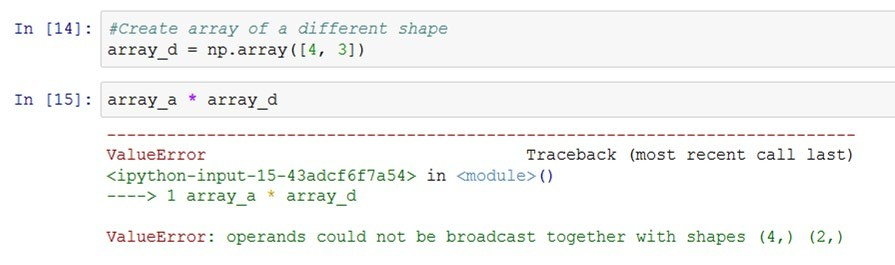 In [14]: #Create array of a different shape
array_d = np.array([4, 3])
In [15]: array_a * array_d
---------------------------------------------------------------------------
ValueError                                Traceback (most recent call last)
<ipython-input-15-43adcf6f7a54> in <module>()
----> 1 array_a * array_d
ValueError: operands could not be broadcast together with shapes (4,) (2,)